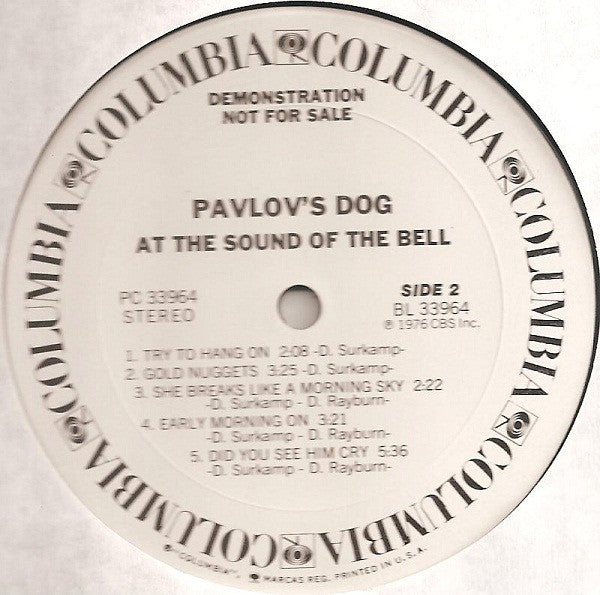 COLUMBIA COLUMBIA COLUMBIA COLUMBIA COLUMBIA COLUMBIA
DEMONSTRATION
NOT FOR SALE
PAVLOV'S DOG
AT THE SOUND OF THE BELL
PC 33964
STEREO
SIDE 2
BL 33964
℗ 1976 CBS Inc.
1. TRY TO HANG ON 2:08 -D. Surkamp-
2. GOLD NUGGETS 3:25 -D. Surkamp-
3. SHE BREAKS LIKE A MORNING SKY 2:22
-D. Surkamp - D. Rayburn-
4. EARLY MORNING ON 3:21
-D. Surkamp - D. Rayburn-
5. DID YOU SEE HIM CRY 5:36
-D. Surkamp - D. Rayburn-
"COLUMBIA", MARCAS REG. PRINTED IN U.S.A.